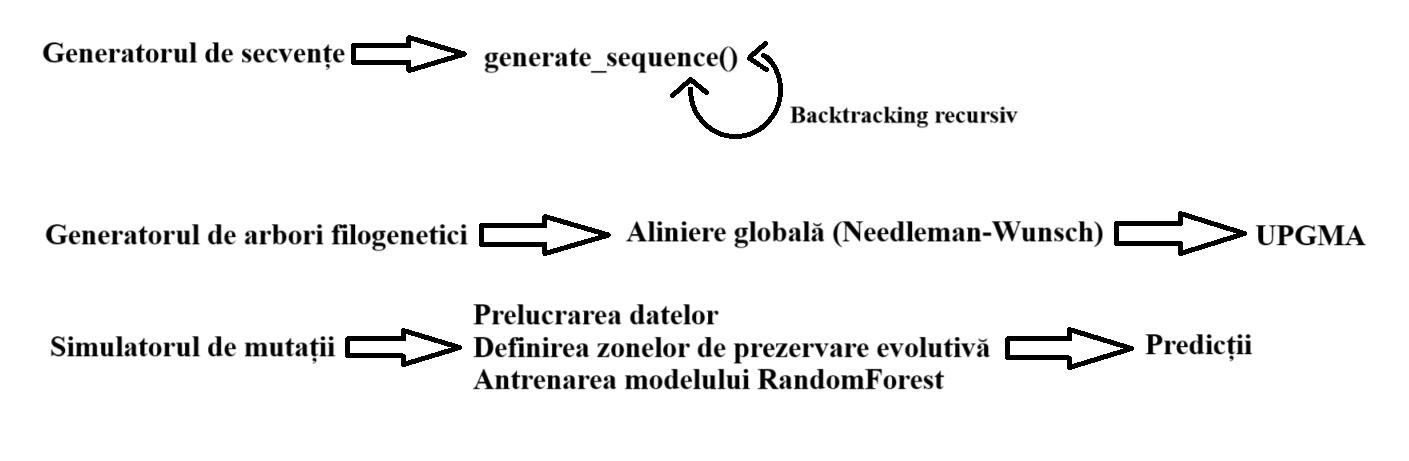 Generatorul de secvențe generate_sequence()
Backtracking recursiv
Generatorul de arbori filogenetici Aliniere globală (Needleman-Wunsch) UPGMA
Prelucrarea datelor
Simulatorul de mutații Definirea zonelor de prezervare evolutivă Predicții
Antrenarea modelului RandomForest